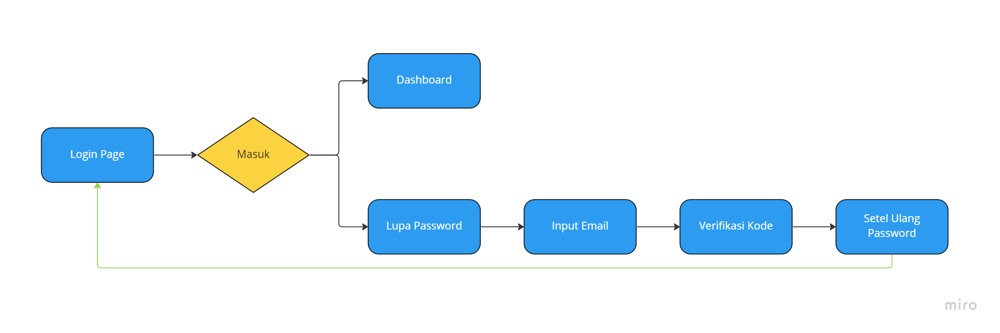 Dashboard
Login Page
Masuk
Lupa Password
Input Email
Verifikasi Kode
Setel Ulang
Password
miro